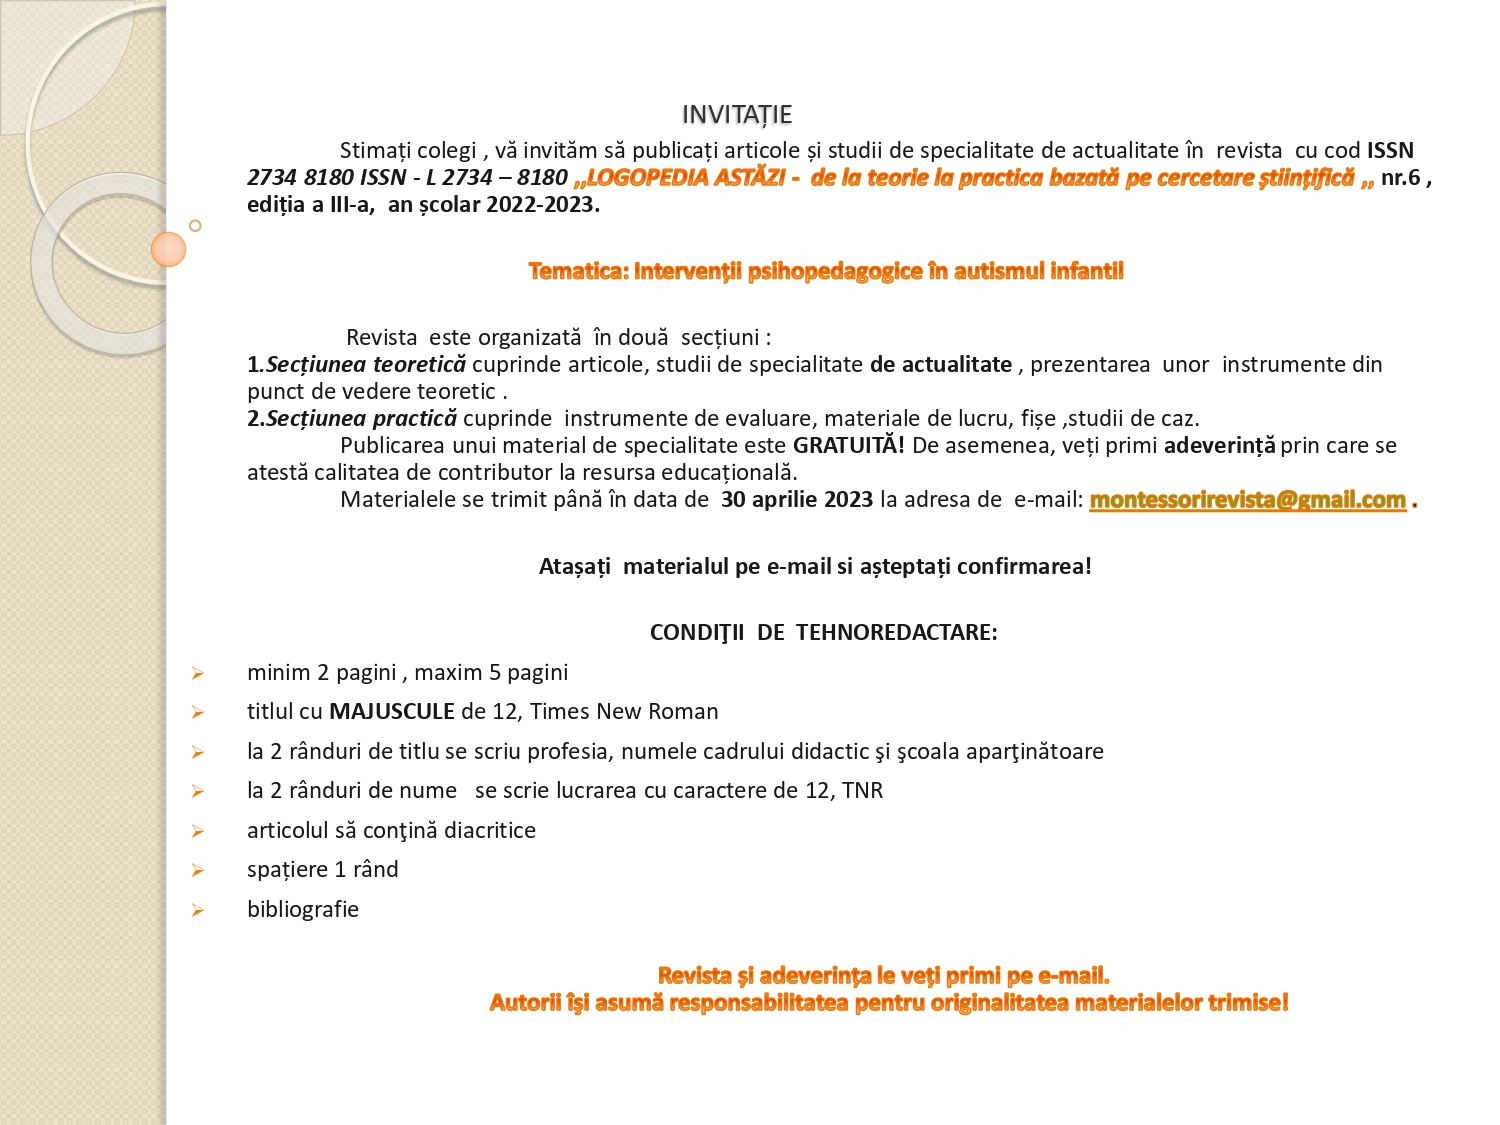 INVITAȚIE
Stimați colegi , vă invităm să publicați articole și studii de specialitate de actualitate în revista cu cod ISSN
2734 8180 ISSN - L 2734 – 8180 ,,LOGOPEDIA ASTĂZI - de la teorie la practica bazată pe cercetare științifică ,, nr.6 ,
ediția a III-a, an școlar 2022-2023.
Tematica: Intervenții psihopedagogice în autismul infantil
Revista este organizată în două secțiuni :
1.Secțiunea teoretică cuprinde articole, studii de specialitate de actualitate , prezentarea unor instrumente din
punct de vedere teoretic .
2.Secțiunea practică cuprinde instrumente de evaluare, materiale de lucru, fișe ,studii de caz.
Publicarea unui material de specialitate este GRATUITĂ! De asemenea, veți primi adeverință prin care se
atestă calitatea de contributor la resursa educațională.
Materialele se trimit până în data de 30 aprilie 2023 la adresa de e-mail: montessorirevista@gmail.com .
Atașați materialul pe e-mail si așteptați confirmarea!
CONDIŢII DE TEHNOREDACTARE:
➢ minim 2 pagini , maxim 5 pagini
➢ titlul cu MAJUSCULE de 12, Times New Roman
➢ la 2 rânduri de titlu se scriu profesia, numele cadrului didactic şi şcoala aparţinătoare
➢ la 2 rânduri de nume se scrie lucrarea cu caractere de 12, TNR
➢ articolul să conţină diacritice
➢ spațiere 1 rând
➢ bibliografie
Revista și adeverința le veți primi pe e-mail.
Autorii își asumă responsabilitatea pentru originalitatea materialelor trimise!